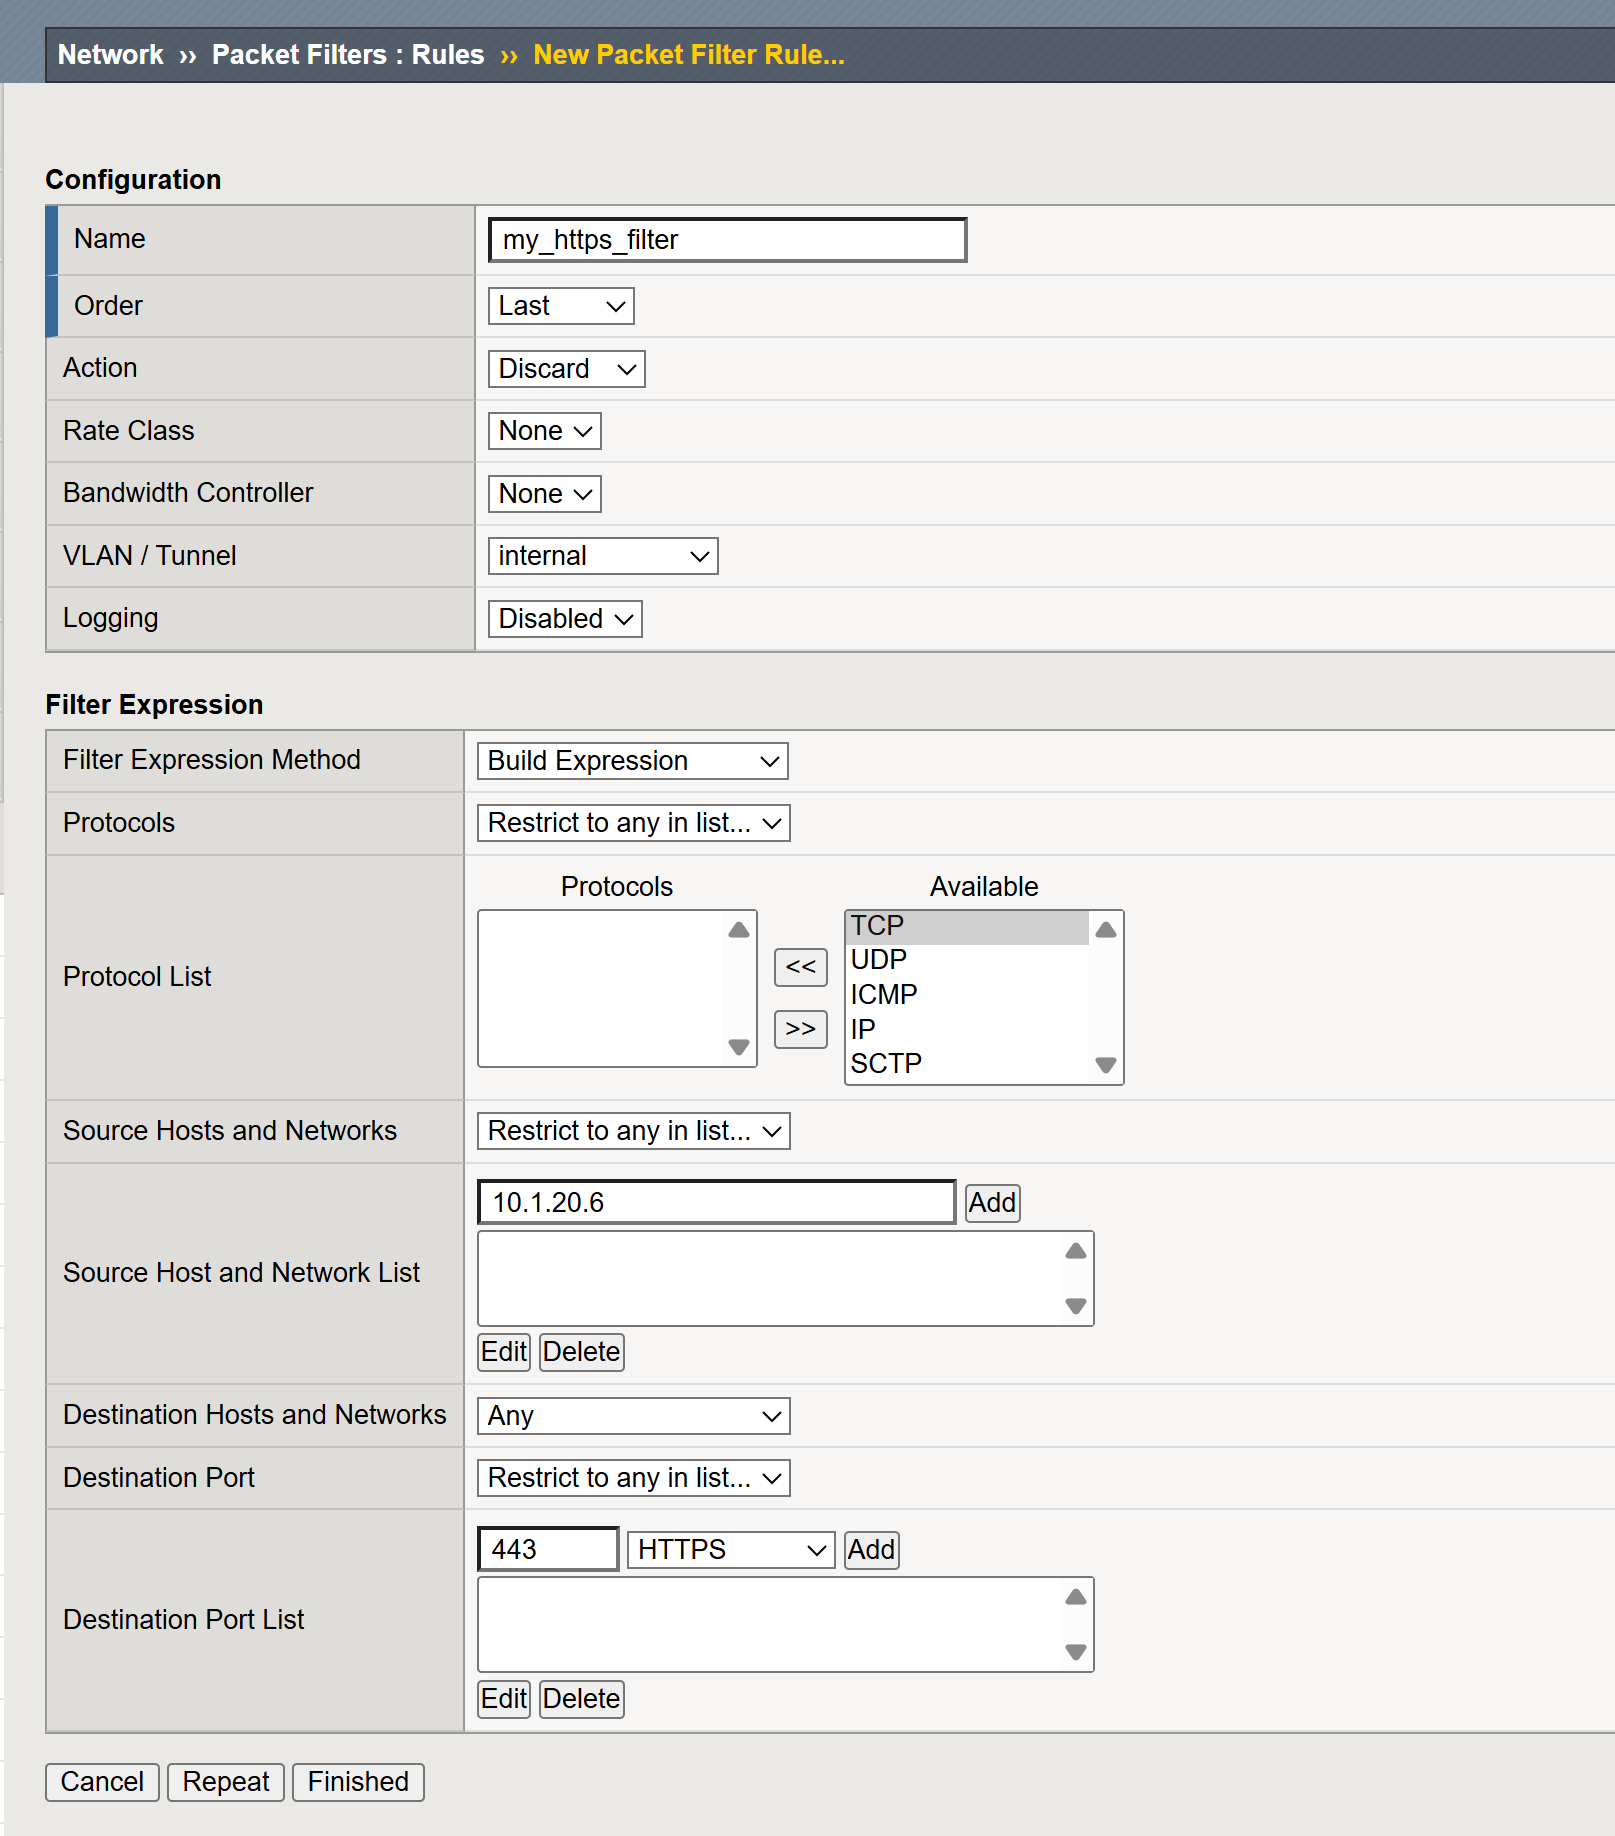 Network ›› Packet Filters : Rules ›› New Packet Filter Rule...
Configuration
Name my_https_filter
Order Last
Action Discard
Rate Class None
Bandwidth Controller None
VLAN / Tunnel internal
Logging Disabled
Filter Expression
Filter Expression Method Build Expression
Protocols Restrict to any in list...
Protocols Available
Protocol List
<<
>>
TCP
UDP
ICMP
IP
SCTP
Source Hosts and Networks Restrict to any in list...
10.1.20.6 Add
Source Host and Network List
Edit Delete
Destination Hosts and Networks Any
Destination Port Restrict to any in list...
443 HTTPS Add
Destination Port List
Edit Delete
Cancel Repeat Finished